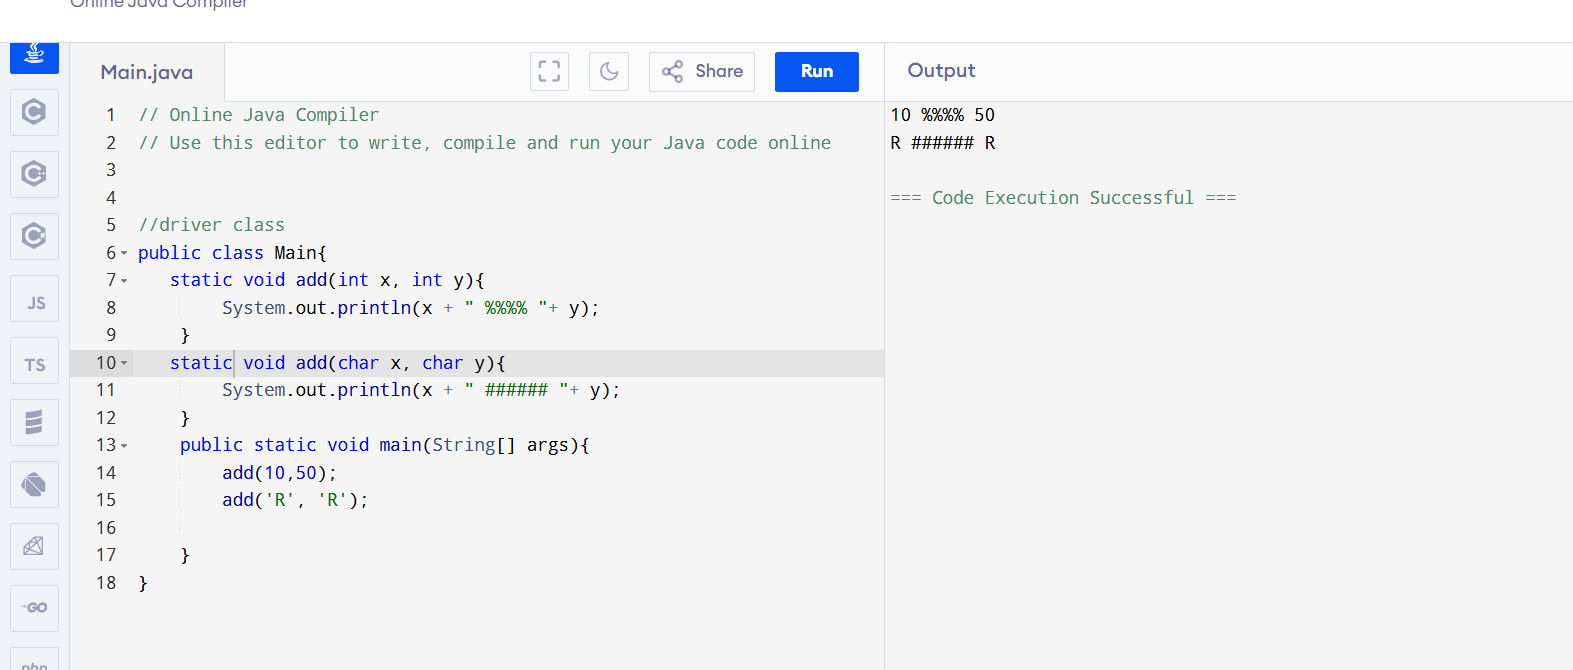 Online Java Compiler
Main.java
Share
Run
Output
1 // Online Java Compiler
2 // Use this editor to write, compile and run your Java code online
3
4
5 //driver class
6 public class Main{
7 static void add(int x, int y){
8 System.out.println(x + " %%%% "+ y);
9 }
10 static void add(char x, char y){
11 System.out.println(x + " ###### "+ y);
12 }
13 public static void main(String[] args){
14 add(10,50);
15 add('R', 'R');
16
17 }
18 }
10 %%%% 50
R ###### R
=== Code Execution Successful ===
C
C
C
JS
TS
GO
php